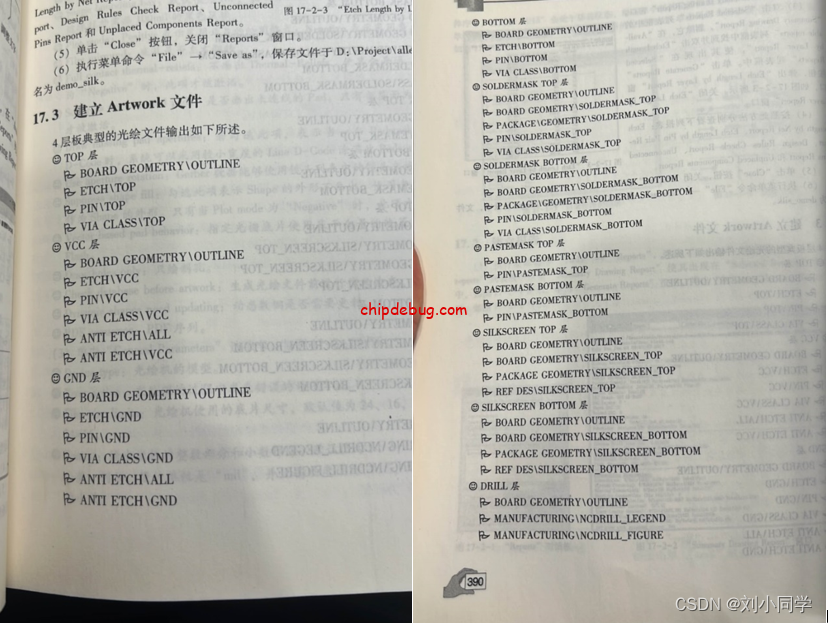 Length by Net Rep
port, Design Rules Check Report, Unconnected
Pins Report 和 Unplaced Components Report。
图 17-2-3 “Etch Length by
(5) 单击“Close”按钮，关闭“Reports”窗口。
(6) 执行菜单命令“File”→“Save as”，保存文件于 D:\Project\alle
名为 demo_silk。
17.3 建立 Artwork 文件
4 层板典型的光绘文件输出如下所述。
TOP 层
BOARD GEOMETRY\OUTLINE
ETCH\TOP
PIN\TOP
VIA CLASS\TOP
VCC 层
BOARD GEOMETRY\OUTLINE
ETCH\VCC
PIN\VCC
VIA CLASS\VCC
ANTI ETCH\ALL
ANTI ETCH\VCC
GND 层
BOARD GEOMETRY\OUTLINE
ETCH\GND
PIN\GND
VIA CLASS\GND
ANTI ETCH\ALL
ANTI ETCH\GND
BOTTOM 层
BOARD GEOMETRY\OUTLINE
ETCH\BOTTOM
PIN\BOTTOM
VIA CLASS\BOTTOM
SOLDERMASK TOP 层
BOARD GEOMETRY\OUTLINE
BOARD GEOMETRY\SOLDERMASK_TOP
PACKAGE\GEOMETRY\SOLDERMASK_TOP
PIN\SOLDERMASK_TOP
VIA CLASS\SOLDERMASK_TOP
SOLDERMASK BOTTOM 层
BOARD GEOMETRY\OUTLINE
BOARD GEOMETRY\SOLDERMASK_BOTTOM
PACKAGE\GEOMETRY\SOLDERMASK_BOTTOM
PIN\SOLDERMASK_BOTTOM
VIA CLASS\SOLDERMASK_BOTTOM
PASTEMASK TOP 层
BOARD GEOMETRY\OUTLINE
PIN\PASTEMASK_TOP
PASTEMASK BOTTOM 层
BOARD GEOMETRY\OUTLINE
PIN\PASTEMASK_BOTTOM
SILKSCREEN TOP 层
BOARD GEOMETRY\OUTLINE
BOARD GEOMETRY\SILKSCREEN_TOP
PACKAGE GEOMETRY\SILKSCREEN_TOP
REF DES\SILKSCREEN_TOP
SILKSCREEN BOTTOM 层
BOARD GEOMETRY\OUTLINE
BOARD GEOMETRY\SILKSCREEN_BOTTOM
PACKAGE GEOMETRY\SILKSCREEN_BOTTOM
REF DES\SILKSCREEN_BOTTOM
DRILL 层
BOARD GEOMETRY\OUTLINE
MANUFACTURING\NCDRILL_LEGEND
MANUFACTURING\NCDRILL_FIGURE
390
chipdebug.com
CSDN @刘小同学